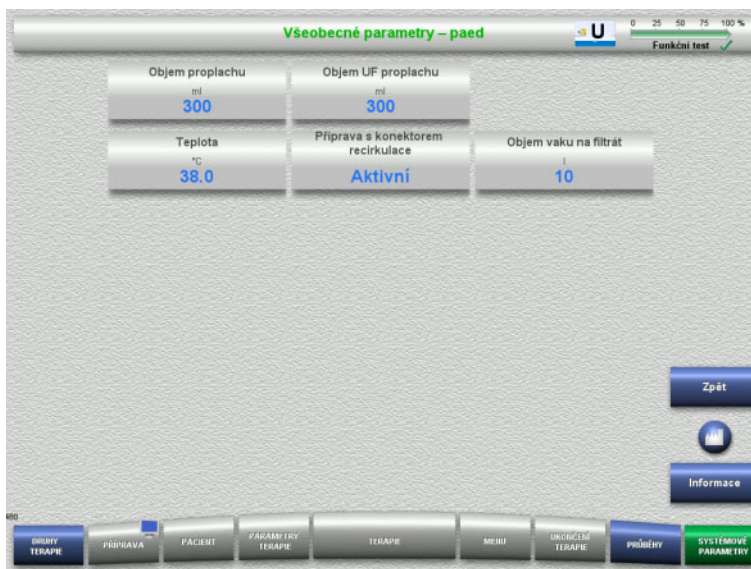 Všeobecné parametry – paed
U
0 25 50 75 100 %
Funkční test
Objem proplachu
ml
300
Objem UF proplachu
ml
300
Teplota
°C
38.0
Příprava s konektorem
recirkulace
Aktivní
Objem vaku na filtrát
l
10
Zpět
Informace
480
DRUHY
TERAPIE
PŘÍPRAVA
PACIENT
PARAMETRY
TERAPIE
TERAPIE
MENU
UKONČENÍ
TERAPIE
PRŮBĚHY
SYSTÉMOVÉ
PARAMETRY